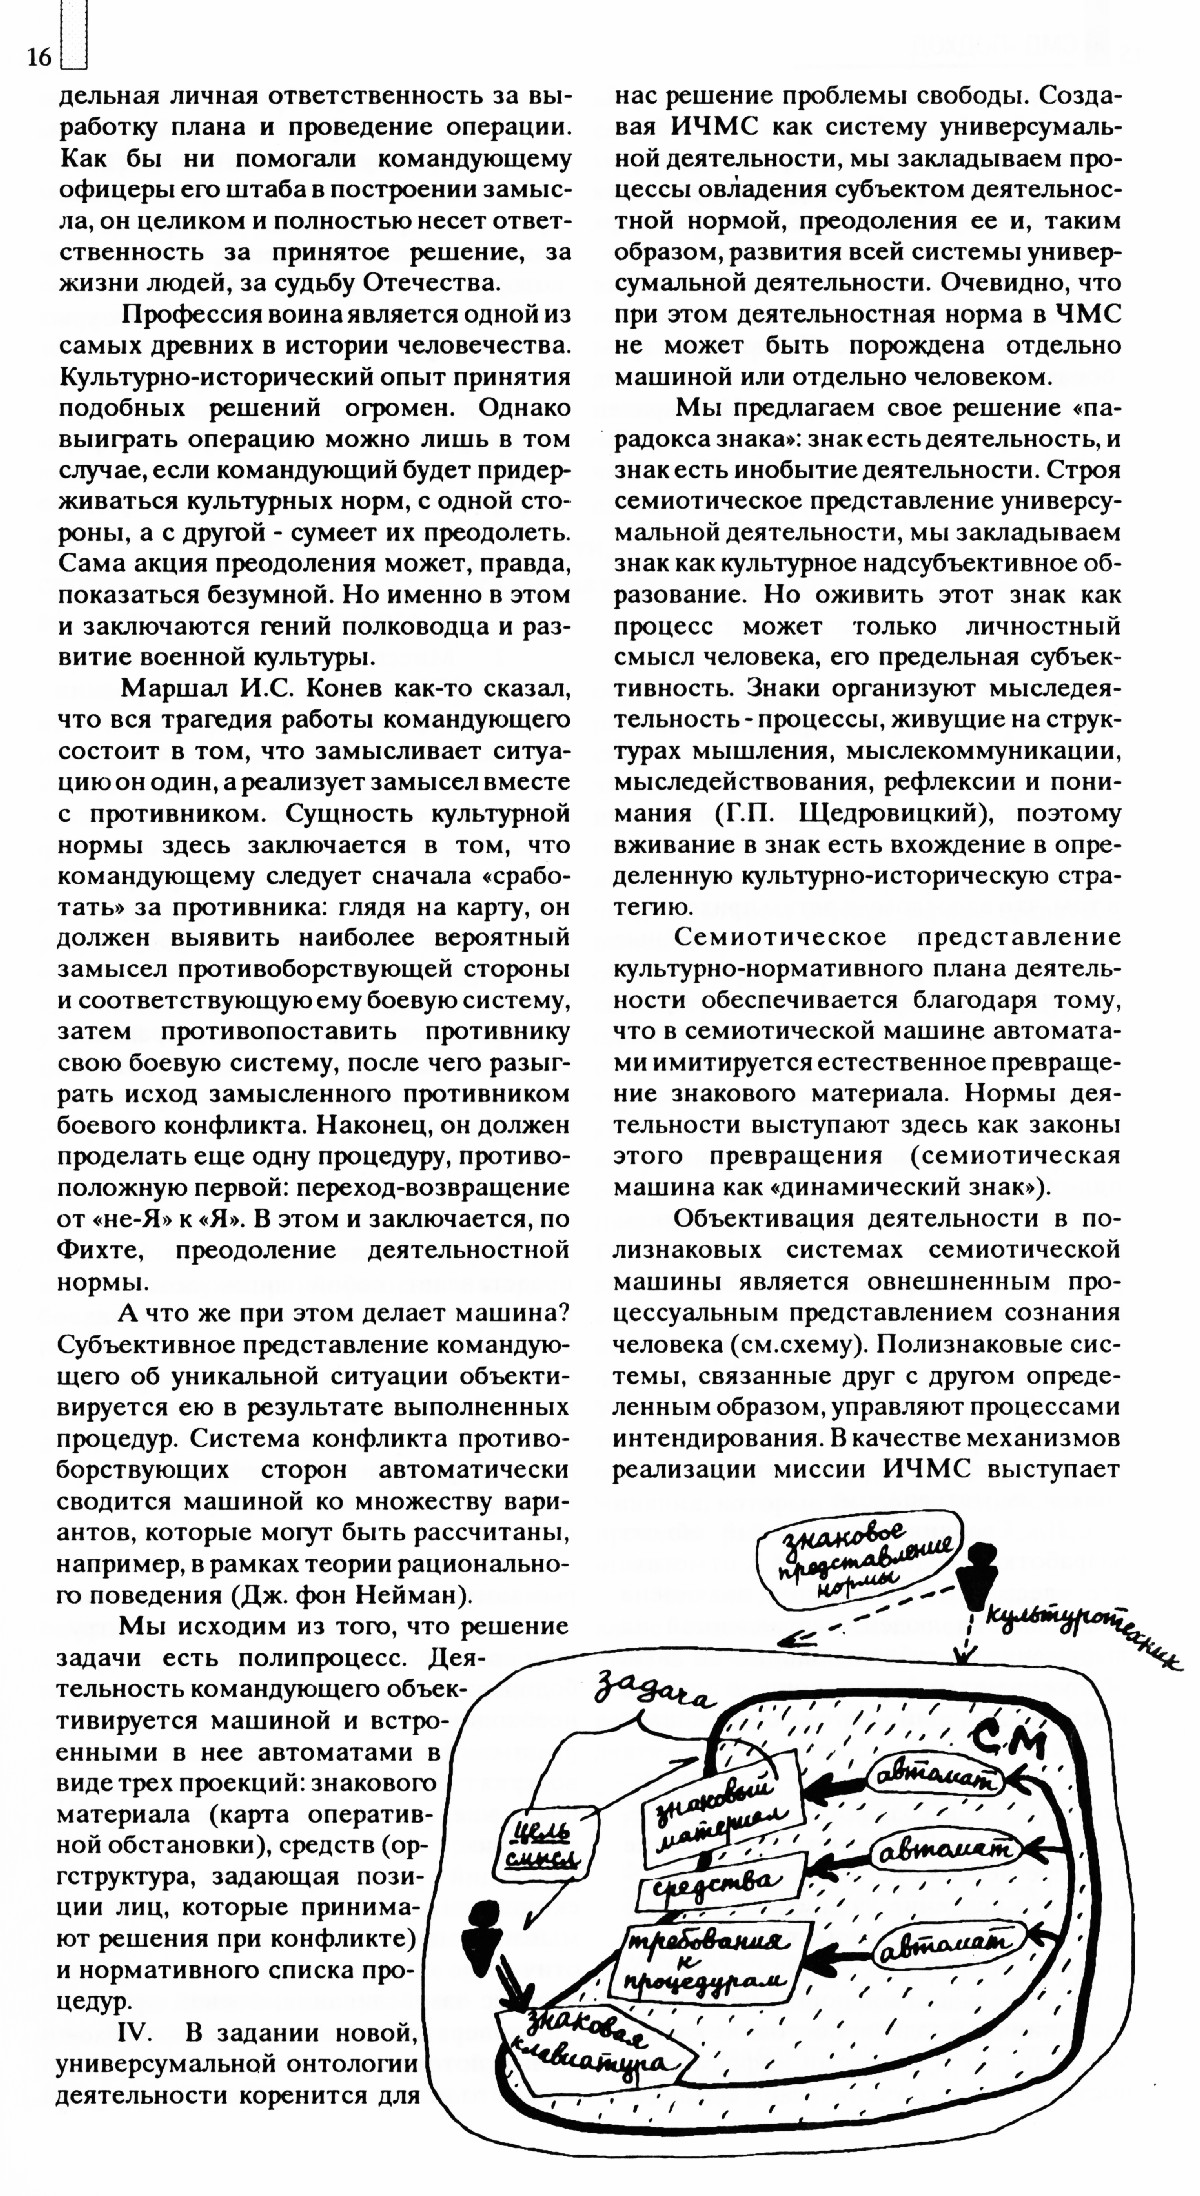 16
дельная личная ответственность за вы-
работку плана и проведение операции.
Как бы ни помогали командующему
офицеры его штаба в построении замыс-
ла, он целиком и полностью несет ответ-
ственность за принятое решение, за
жизни людей, за судьбу Отечества.
Профессия воина является одной из
самых древних в истории человечества.
Культурно-исторический опыт принятия
подобных решений огромен. Однако
выиграть операцию можно лишь в том
случае, если командующий будет придер-
живаться культурных норм, с одной сто-
роны, а с другой - сумеет их преодолеть.
Сама акция преодоления может, правда,
показаться безумной. Но именно в этом
и заключаются гений полководца и раз-
витие военной культуры.
Маршал И.С. Конев как-то сказал,
что вся трагедия работы командующего
состоит в том, что замысливает ситуа-
цию он один, а реализует замысел вместе
с противником. Сущность культурной
нормы здесь заключается в том, что
командующему следует сначала «срабо-
тать» за противника: глядя на карту, он
должен выявить наиболее вероятный
замысел противоборствующей стороны
и соответствующую ему боевую систему,
затем противопоставить противнику
свою боевую систему, после чего разыг-
рать исход замысленного противником
боевого конфликта. Наконец, он должен
проделать еще одну процедуру, противо-
положную первой: переход-возвращение
от «не-Я» к «Я». В этом и заключается, по
Фихте, преодоление деятельностной
нормы.
А что же при этом делает машина?
Субъективное представление командую-
щего об уникальной ситуации объекти-
вируется ею в результате выполненных
процедур. Система конфликта противо-
борствующих сторон автоматически
сводится машиной ко множеству вари-
антов, которые могут быть рассчитаны,
например, в рамках теории рационально-
го поведения (Дж. фон Нейман).
Мы исходим из того, что решение
задачи есть полипроцесс. Дея-
тельность командующего объек-
тивируется машиной и встро-
енными в нее автоматами в
виде трех проекций: знакового
материала (карта оператив-
ной обстановки), средств (ор-
гструктура, задающая пози-
ции лиц, которые принима-
ют решения при конфликте)
и нормативного списка про-
цедур.
IV. В задании новой,
универсумальной онтологии
деятельности коренится для
нас решение проблемы свободы. Созда-
вая ИЧМС как систему универсумаль-
ной деятельности, мы закладываем про-
цессы овладения субъектом деятельнос-
тной нормой, преодоления ее и, таким
образом, развития всей системы универ-
сумальной деятельности. Очевидно, что
при этом деятельностная норма в ЧМС
не может быть порождена отдельно
машиной или отдельно человеком.
Мы предлагаем свое решение «па-
радокса знака»: знак есть деятельность, и
знак есть инобытие деятельности. Строя
семиотическое представление универсу-
мальной деятельности, мы закладываем
знак как культурное надсубъективное об-
разование. Но оживить этот знак как
процесс может только личностный
смысл человека, его предельная субъек-
тивность. Знаки организуют мыследея-
тельность - процессы, живущие на струк-
турах мышления, мыслекоммуникации,
мыследействования, рефлексии и пони-
мания (Г.П. Щедровицкий), поэтому
вживание в знак есть вхождение в опре-
деленную культурно-историческую стра-
тегию.
Семиотическое представление
культурно-нормативного плана деятель-
ности обеспечивается благодаря тому,
что в семиотической машине автомата-
ми имитируется естественное превраще-
ние знакового материала. Нормы дея-
тельности выступают здесь как законы
этого превращения (семиотическая
машина как «динамический знак»).
Объективация деятельности в по-
лизнаковых системах семиотической
машины является овнешненным про-
цессуальным представлением сознания
человека (см.схему). Полизнаковые сис-
темы, связанные друг с другом опреде-
ленным образом, управляют процессами
интендирования. В качестве механизмов
реализации миссии ИЧМС выступает
знаковое
представление
нормы
культуротехник
задача
СМ
знаковый
материал
автомат
цель
смысл
средства
автомат
требования
к
процедурам
автомат
знаковая
клавиатура